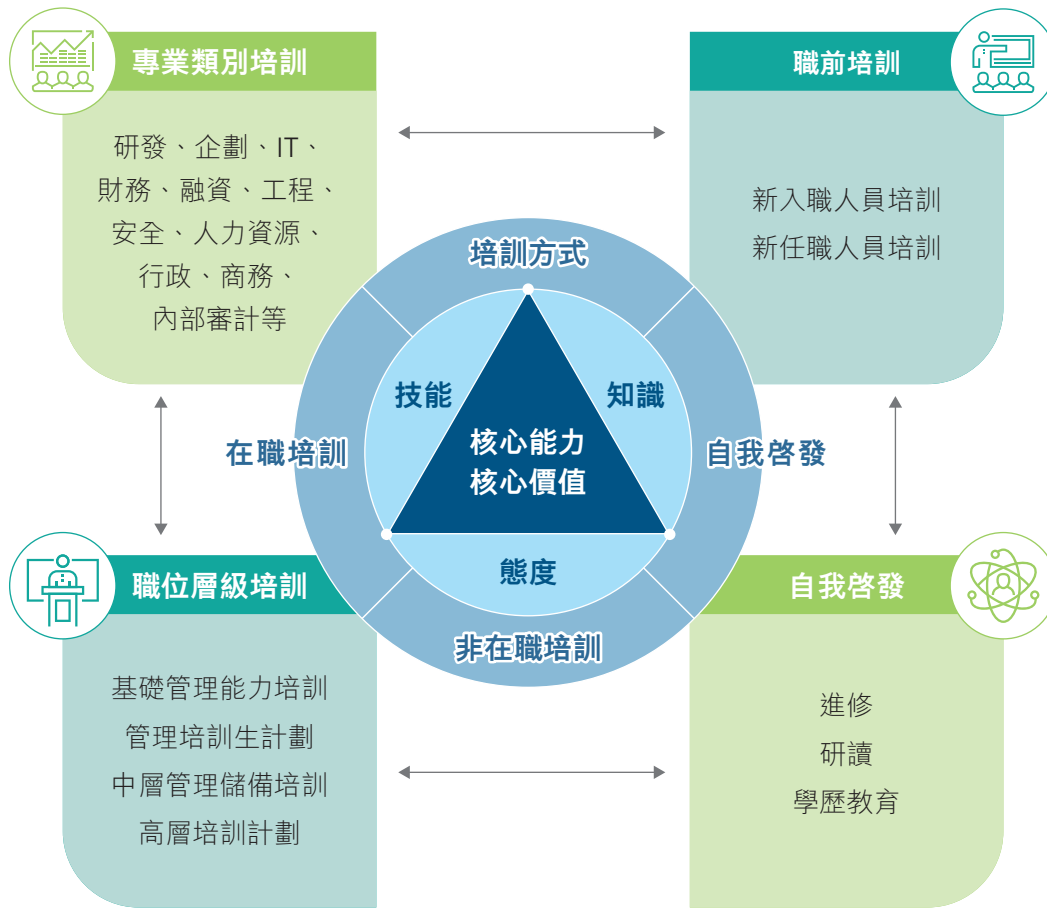 專業類別培訓
研發、企劃、IT、
財務、融資、工程、
安全、人力資源、
行政、商務、
內部審計等
職前培訓
新入職人員培訓
新任職人員培訓
培訓方式
技能
知識
核心能力
核心價值
在職培訓
自我啓發
態度
非在職培訓
職位層級培訓
基礎管理能力培訓
管理培訓生計劃
中層管理儲備培訓
高層培訓計劃
自我啓發
進修
研讀
學歷教育